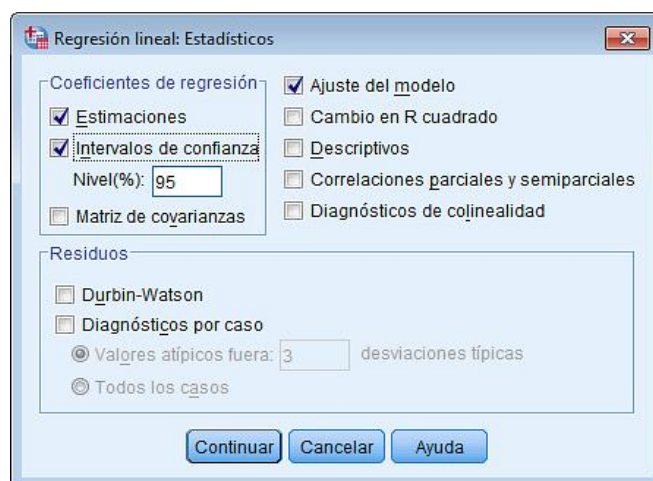 Regresión lineal: Estadísticos
Coeficientes de regresión
Estimaciones
Intervalos de confianza
Nivel(%): 95
Matriz de covarianzas
Ajuste del modelo
Cambio en R cuadrado
Descriptivos
Correlaciones parciales y semiparciales
Diagnósticos de colinealidad
Residuos
Durbin-Watson
Diagnósticos por caso
Valores atípicos fuera: 3 desviaciones típicas
Todos los casos
Continuar Cancelar Ayuda